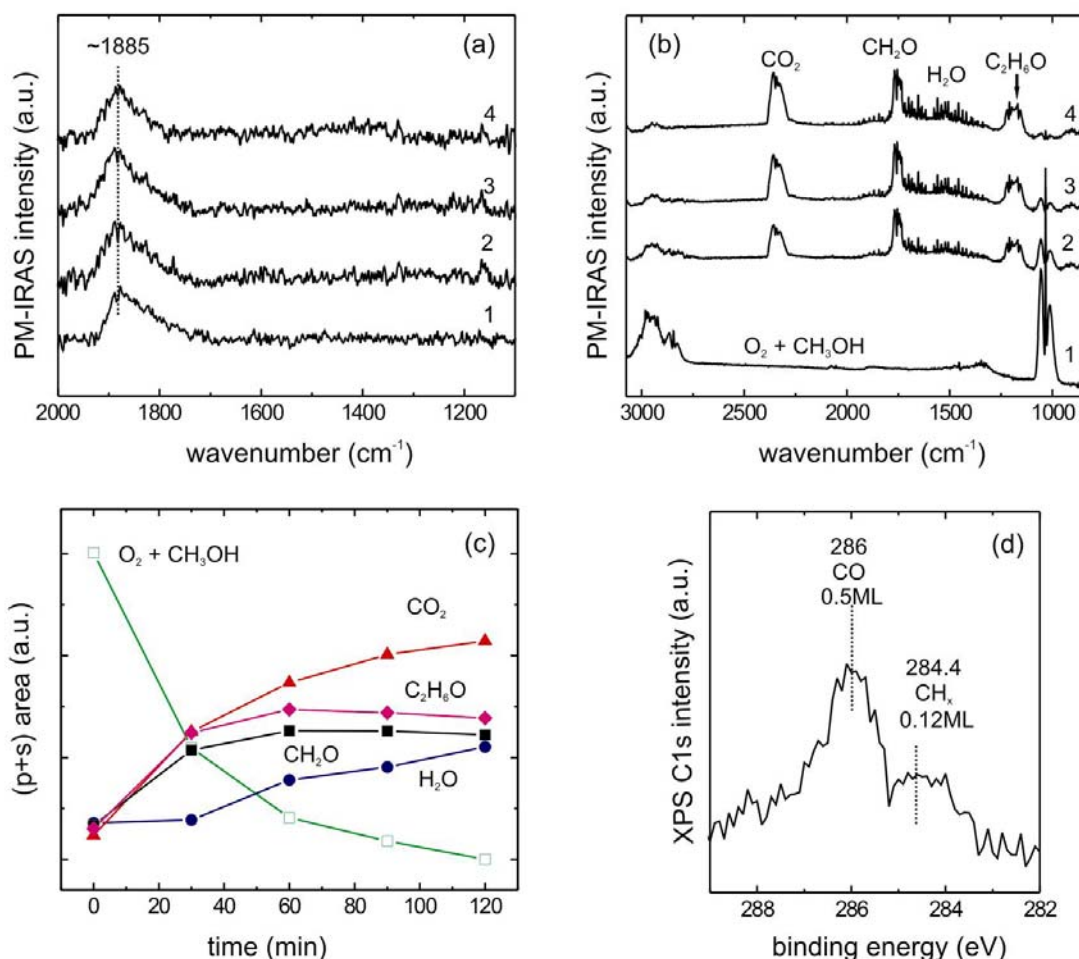 (a)
~1885
4
3
2
1
PM-IRAS intensity (a.u.)
2000 1800 1600 1400 1200
wavenumber (cm⁻¹)
(b)
CO₂
CH₂O
H₂O
C₂H₆O
4
3
2
O₂ + CH₃OH
1
PM-IRAS intensity (a.u.)
3000 2500 2000 1500 1000
wavenumber (cm⁻¹)
(c)
O₂ + CH₃OH
CO₂
C₂H₆O
CH₂O
H₂O
(p+s) area (a.u.)
0 20 40 60 80 100 120
time (min)
(d)
286
CO
0.5ML
284.4
CHₓ
0.12ML
XPS C1s intensity (a.u.)
288 286 284 282
binding energy (eV)